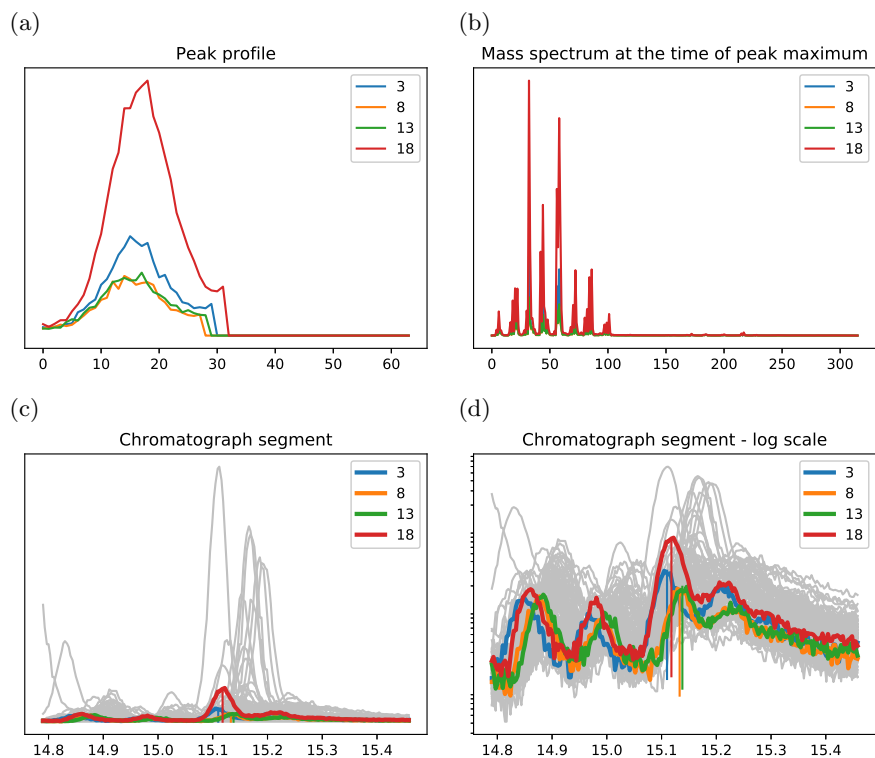 (a)
Peak profile
3
8
13
18
0 10 20 30 40 50 60
(b)
Mass spectrum at the time of peak maximum
3
8
13
18
0 50 100 150 200 250 300
(c)
Chromatograph segment
3
8
13
18
14.8 14.9 15.0 15.1 15.2 15.3 15.4
(d)
Chromatograph segment - log scale
3
8
13
18
14.8 14.9 15.0 15.1 15.2 15.3 15.4